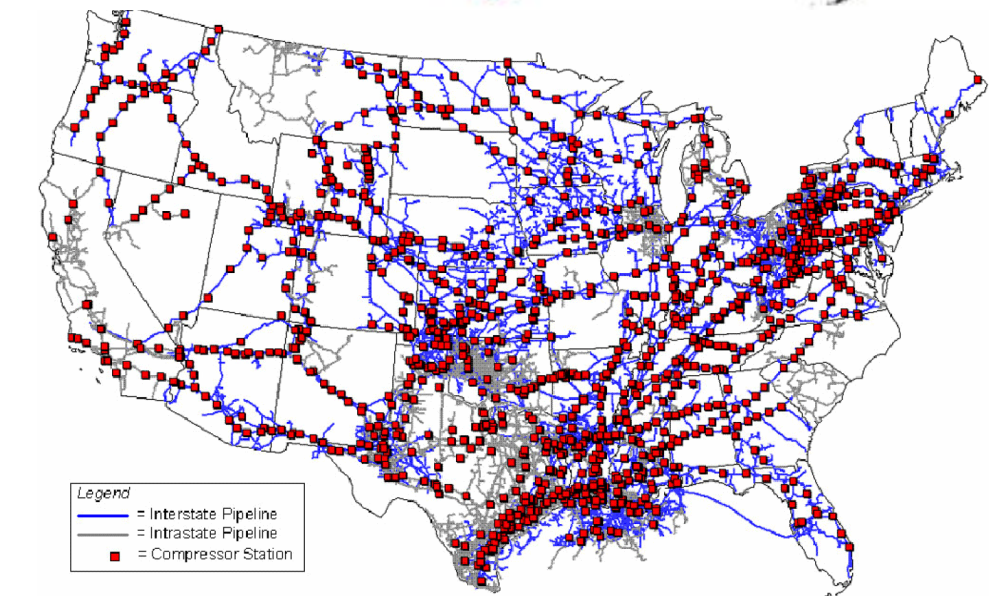 Legend
= Interstate Pipeline
= Intrastate Pipeline
= Compressor Station